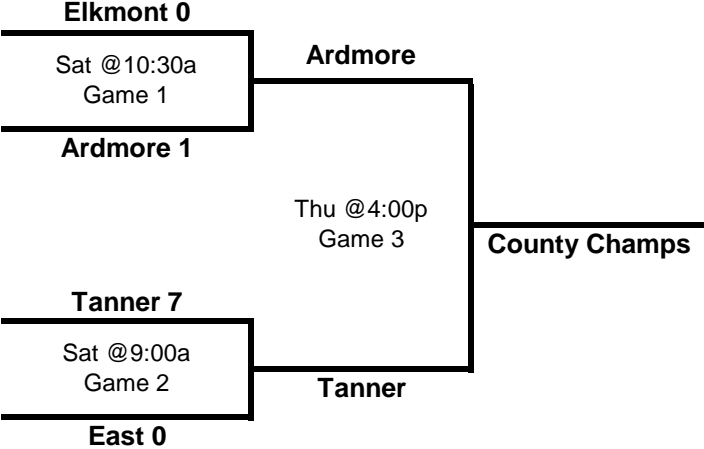 Elkmont 0
Sat @10:30a
Game 1
Ardmore 1
Ardmore
Thu @4:00p
Game 3
County Champs
Tanner 7
Sat @9:00a
Game 2
East 0
Tanner